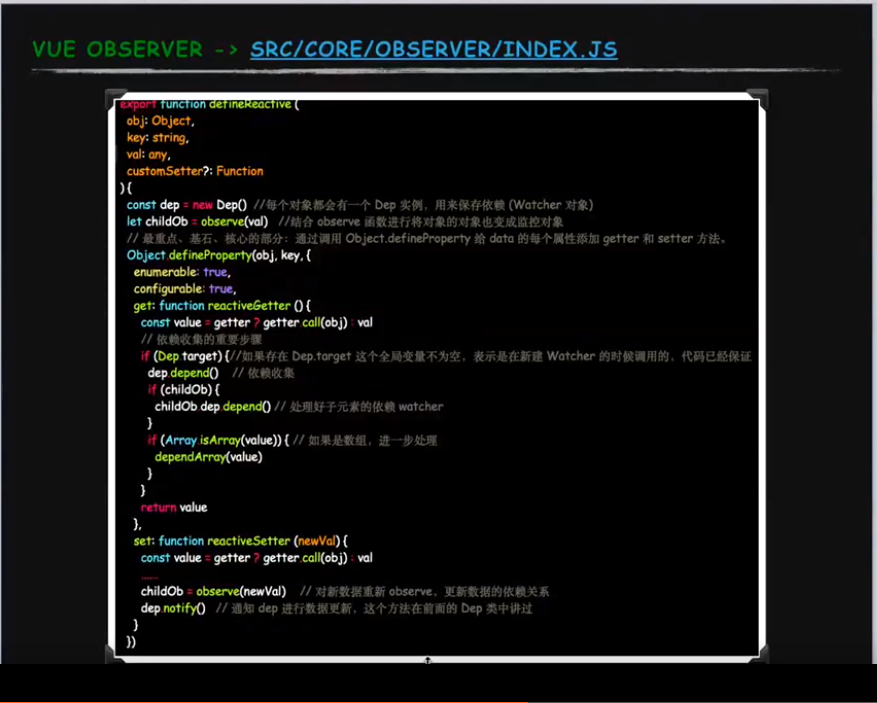 VUE OBSERVER -> SRC/CORE/OBSERVER/INDEX.JS
export function defineReactive (
obj: Object,
key: string,
val: any,
customSetter?: Function
) {
const dep = new Dep() //每个对象都会有一个 Dep 实例，用来保存依赖 (Watcher 对象)
let childOb = observe(val) //结合 observe 函数进行将对象的对象也变成监控对象
// 最重点、基石、核心的部分：通过调用 Object.defineProperty 给 data 的每个属性添加 getter 和 setter 方法。
Object.defineProperty(obj, key, {
enumerable: true,
configurable: true,
get: function reactiveGetter () {
const value = getter ? getter.call(obj) : val
// 依赖收集的重要步骤
if (Dep.target) {//如果存在 Dep.target 这个全局变量不为空，表示是在新建 Watcher 的时候调用的，代码已经保证
dep.depend() // 依赖收集
if (childOb) {
childOb.dep.depend() // 处理好子元素的依赖 watcher
}
if (Array.isArray(value)) { // 如果是数组，进一步处理
dependArray(value)
}
}
return value
},
set: function reactiveSetter (newVal) {
const value = getter ? getter.call(obj) : val
......
childOb = observe(newVal) // 对新数据重新 observe，更新数据的依赖关系
dep.notify() // 通知 dep 进行数据更新，这个方法在前面的 Dep 类中讲过
}
})